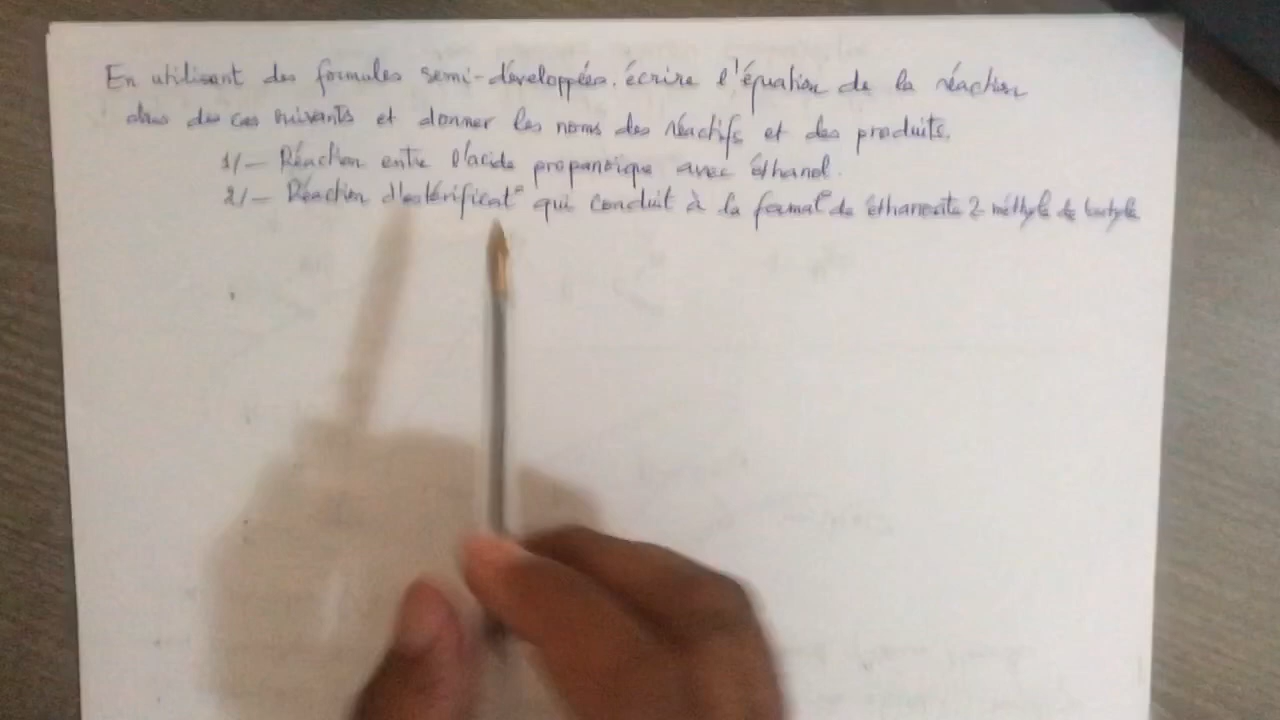 En utilisant des formules semi-développées. écrire l'équation de la réaction
dans des cas suivants et donner les noms des réactifs et des produits.
1/- Réaction entre l'acide propanoïque avec éthanol.
2/- Réaction d'estérificat° qui conduit à la format° de éthanoate 2 méthyle de butyle